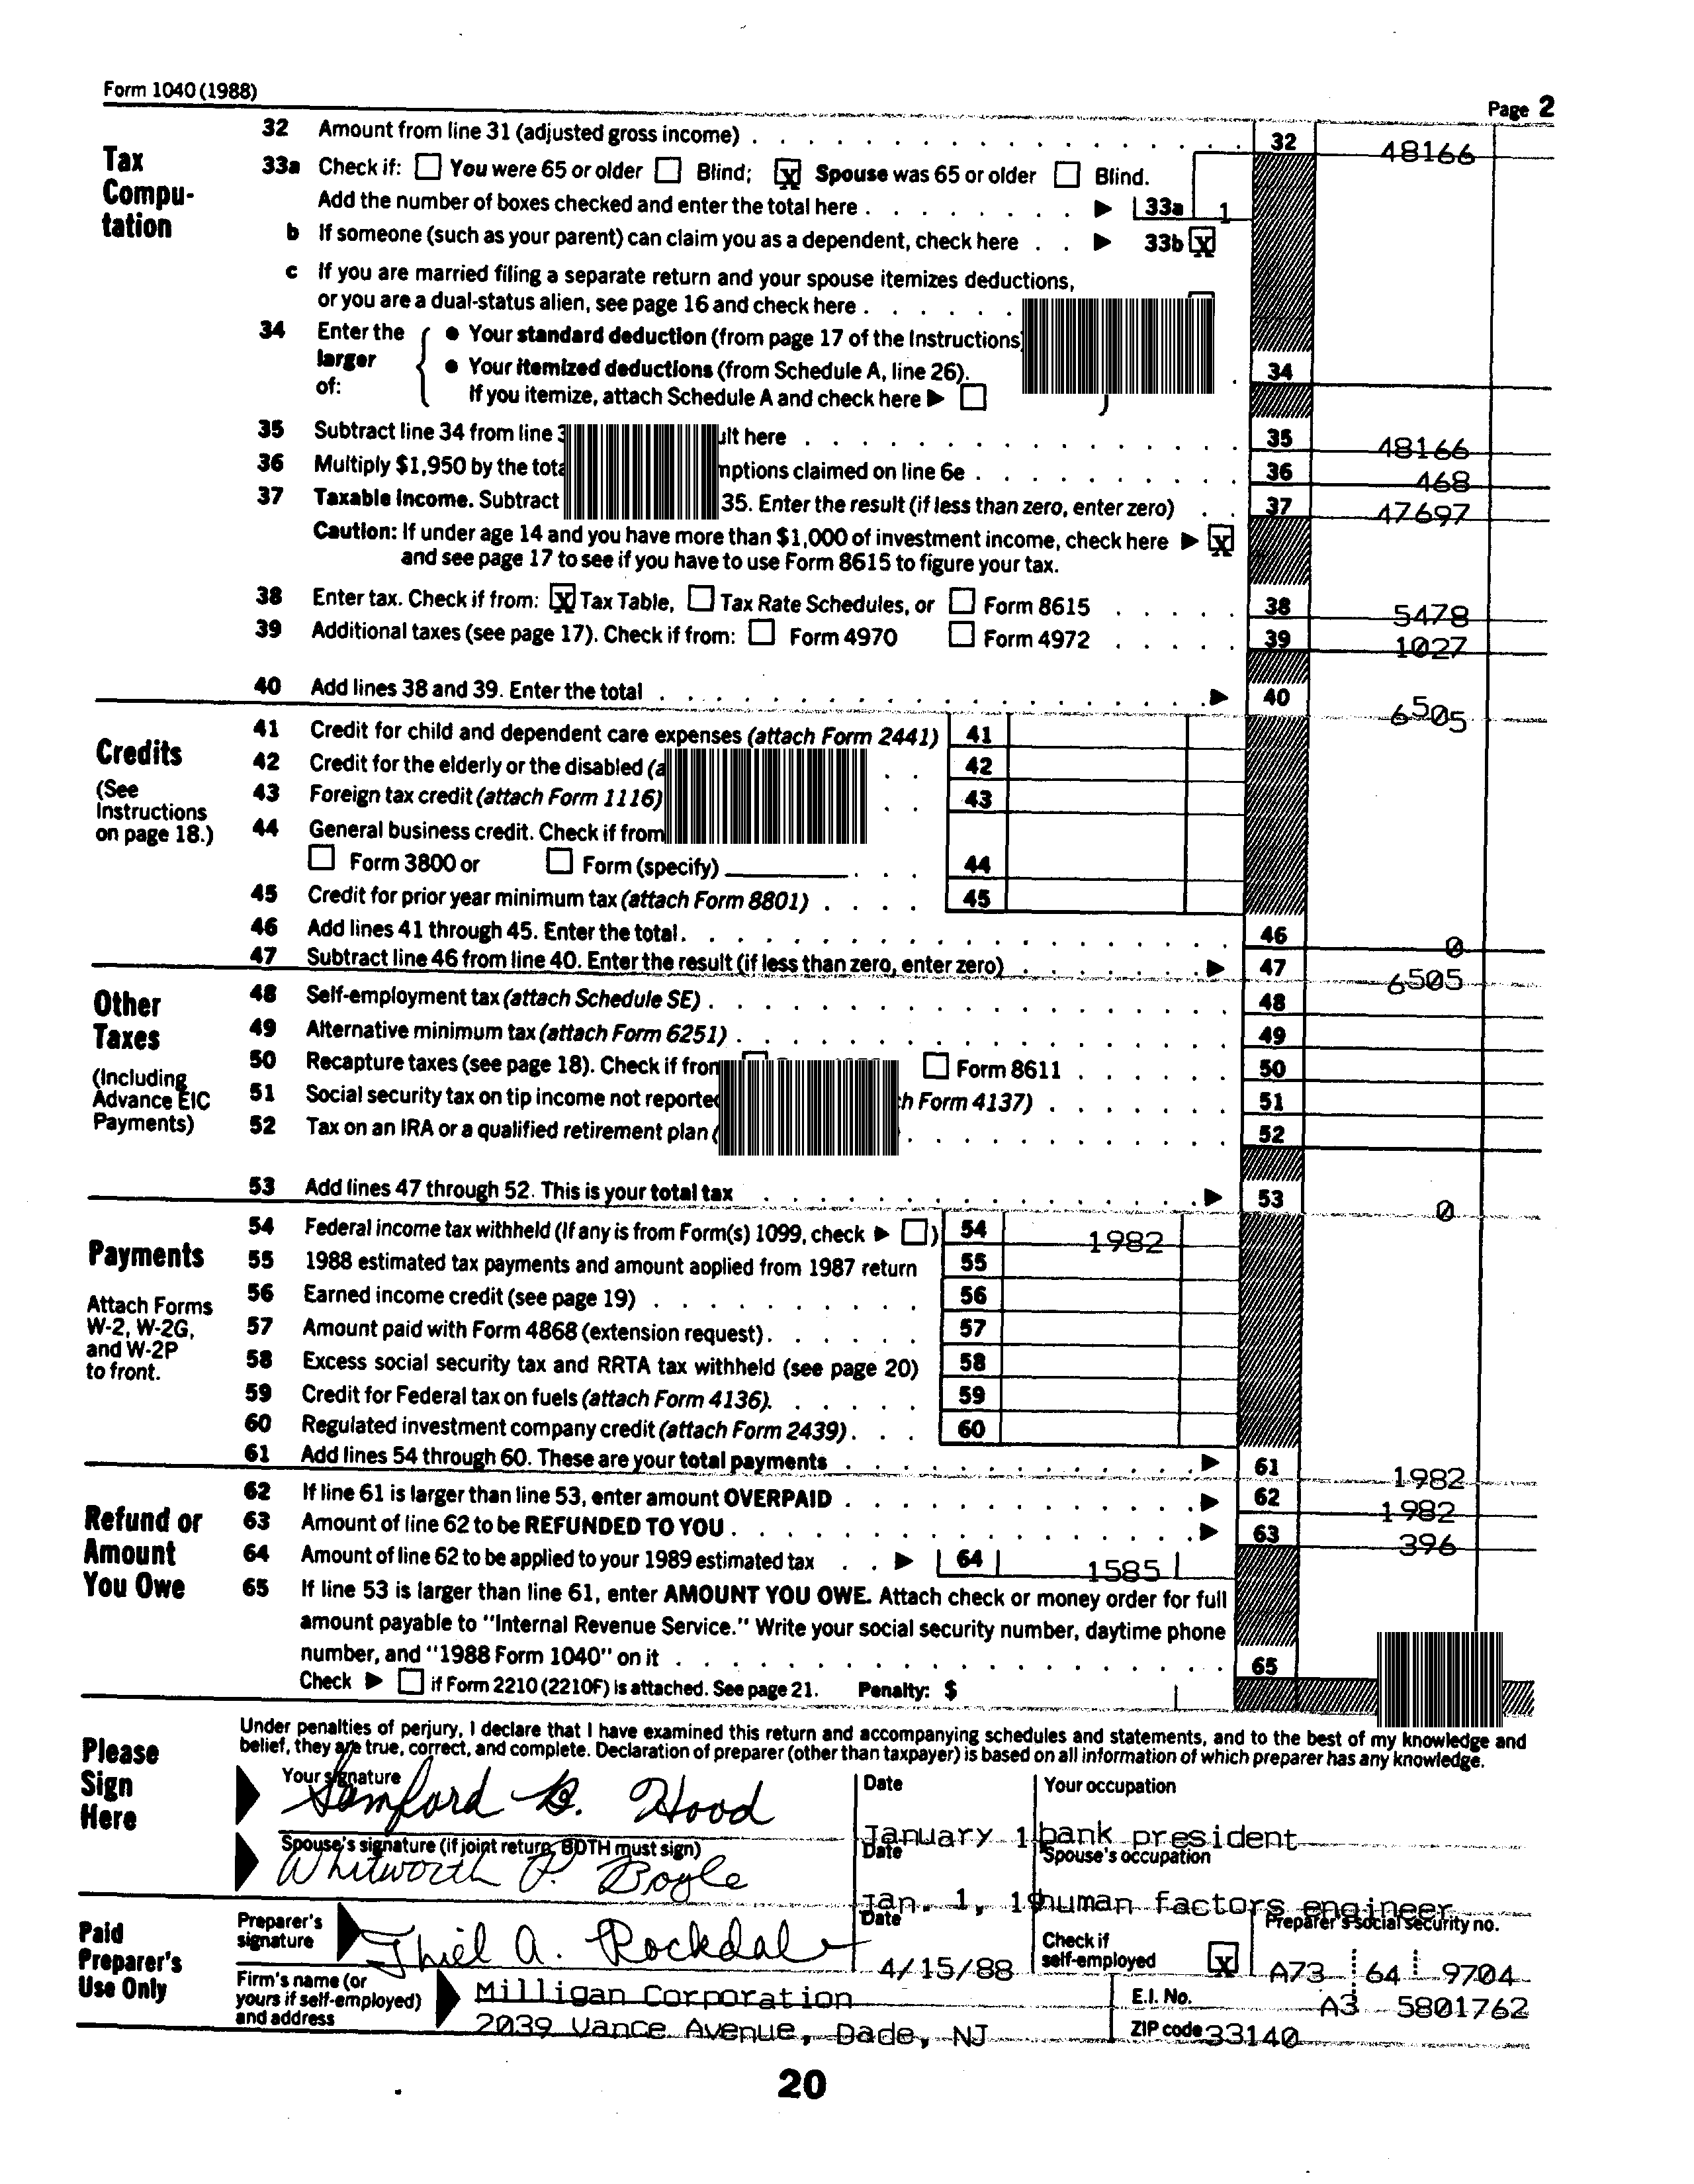 Form 1040 (1988)
Page 2
Tax Compu-tation
32 Amount from line 31 (adjusted gross income) 32 48166
33a Check if: You were 65 or older Blind; X Spouse was 65 or older Blind.
Add the number of boxes checked and enter the total here 33a 1
b If someone (such as your parent) can claim you as a dependent, check here 33b X
c If you are married filing a separate return and your spouse itemizes deductions,
or you are a dual-status alien, see page 16 and check here
34 Enter the larger of:
• Your standard deduction (from page 17 of the Instructions)
• Your itemized deductions (from Schedule A, line 26).
If you itemize, attach Schedule A and check here
34
35 Subtract line 34 from line here 35 48166
36 Multiply $1,950 by the claimed on line 6e 36 468
37 Taxable income. Subtract 35. Enter the result (if less than zero, enter zero) 37 47697
Caution: If under age 14 and you have more than $1,000 of investment income, check here X
and see page 17 to see if you have to use Form 8615 to figure your tax.
38 Enter tax. Check if from: X Tax Table, Tax Rate Schedules, or Form 8615 38 5478
39 Additional taxes (see page 17). Check if from: Form 4970 Form 4972 39 1027
40 Add lines 38 and 39. Enter the total 40 6505
Credits
(See Instructions on page 18.)
41 Credit for child and dependent care expenses (attach Form 2441) 41
42 Credit for the elderly or the disabled 42
43 Foreign tax credit (attach Form 1116) 43
44 General business credit. Check if from
Form 3800 or Form (specify) 44
45 Credit for prior year minimum tax (attach Form 8801) 45
46 Add lines 41 through 45. Enter the total. 46 0
47 Subtract line 46 from line 40. Enter the result (if less than zero, enter zero) 47 6505
Other Taxes
(Including Advance EIC Payments)
48 Self-employment tax (attach Schedule SE) 48
49 Alternative minimum tax (attach Form 6251) 49
50 Recapture taxes (see page 18). Check if Form 8611 50
51 Social security tax on tip income not Form 4137) 51
52 Tax on an IRA or a qualified retirement plan 52
53 Add lines 47 through 52. This is your total tax 53 0
Payments
Attach Forms W-2, W-2G, and W-2P to front.
54 Federal income tax withheld (If any is from Form(s) 1099, check ) 54 1982
55 1988 estimated tax payments and amount applied from 1987 return 55
56 Earned income credit (see page 19) 56
57 Amount paid with Form 4868 (extension request). 57
58 Excess social security tax and RRTA tax withheld (see page 20) 58
59 Credit for Federal tax on fuels (attach Form 4136). 59
60 Regulated investment company credit (attach Form 2439) 60
61 Add lines 54 through 60. These are your total payments 61 1982
Refund or Amount You Owe
62 If line 61 is larger than line 53, enter amount OVERPAID 62 1982
63 Amount of line 62 to be REFUNDED TO YOU 63 396
64 Amount of line 62 to be applied to your 1989 estimated tax 64 1585
65 If line 53 is larger than line 61, enter AMOUNT YOU OWE. Attach check or money order for full
amount payable to "Internal Revenue Service." Write your social security number, daytime phone
number, and "1988 Form 1040" on it 65
Check if Form 2210 (2210F) is attached. See page 21. Penalty: $
Please Sign Here
Under penalties of perjury, I declare that I have examined this return and accompanying schedules and statements, and to the best of my knowledge and
belief, they are true, correct, and complete. Declaration of preparer (other than taxpayer) is based on all information of which preparer has any knowledge.
Your signature Date Your occupation
Samford B. Hood January 1 bank president
Spouse's signature (if joint return, BOTH must sign) Date Spouse's occupation
Whitworth P. Boyle Jan. 1, 19 human factors engineer
Paid Preparer's Use Only
Preparer's signature Thiel A. Rockdale Date 4/15/88 Check if self-employed X Preparer's social security no. A73 64 9704
Firm's name (or yours if self-employed) and address
Milligan Corporation E.I. No. A3 5801762
2039 Vance Avenue, Dade, NJ ZIP code 33140
20